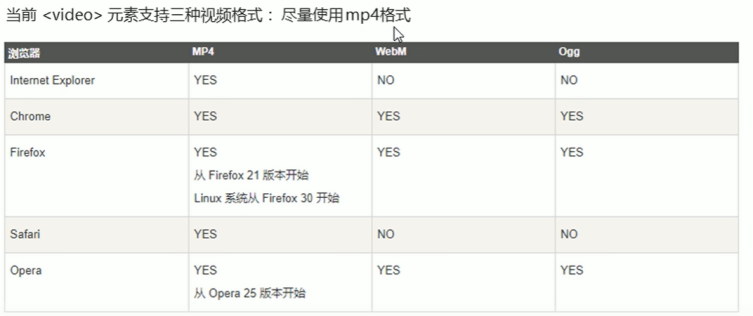 当前 <video> 元素支持三种视频格式： 尽量使用mp4格式
浏览器 MP4 WebM Ogg
Internet Explorer YES NO NO
Chrome YES YES YES
Firefox YES YES YES
从 Firefox 21 版本开始
Linux 系统从 Firefox 30 开始
Safari YES NO NO
Opera YES YES YES
从 Opera 25 版本开始